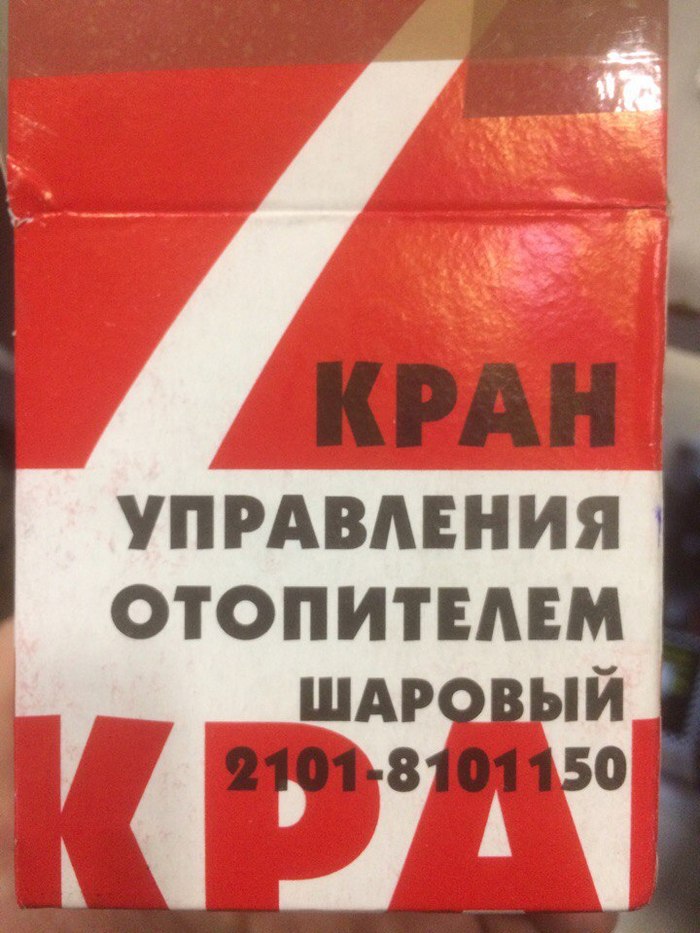 КРАН
УПРАВЛЕНИЯ
ОТОПИТЕЛЕМ
ШАРОВЫЙ
2101-8101150
КРА